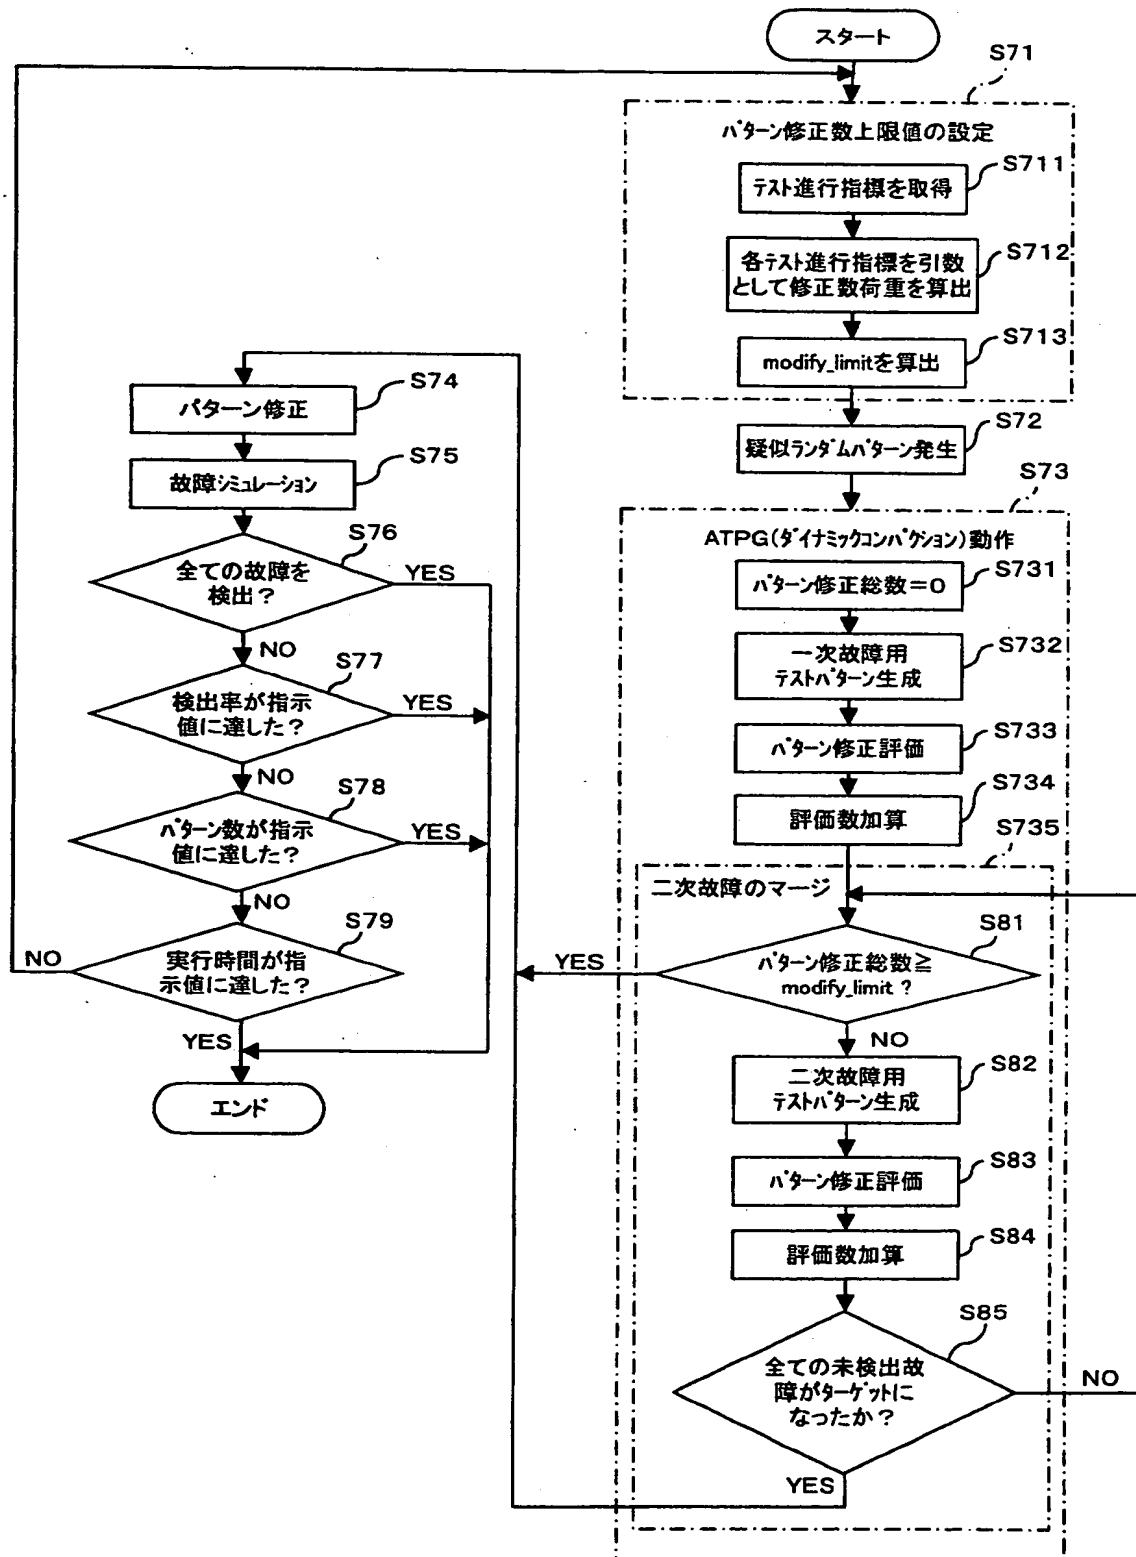 スタート
S71
パターン修正数上限値の設定
S711
テスト進行指標を取得
S712
各テスト進行指標を引数
として修正数荷重を算出
S713
modify_limitを算出
S72
疑似ランダムパターン発生
S73
ATPG(ダイナミックコンパクション)動作
S731
パターン修正総数=0
S732
一次故障用
テストパターン生成
S733
パターン修正評価
S734
評価数加算
S735
二次故障のマージ
S81
パターン修正総数≧
modify_limit ?
YES
NO
S82
二次故障用
テストパターン生成
S83
パターン修正評価
S84
評価数加算
S85
全ての未検出故
障がターゲットに
なったか?
NO
YES
S74
パターン修正
S75
故障シミュレーション
S76
全ての故障を
検出?
YES
NO
S77
検出率が指示
値に達した?
YES
NO
S78
パターン数が指示
値に達した?
YES
NO
S79
実行時間が指
示値に達した?
NO
YES
エンド